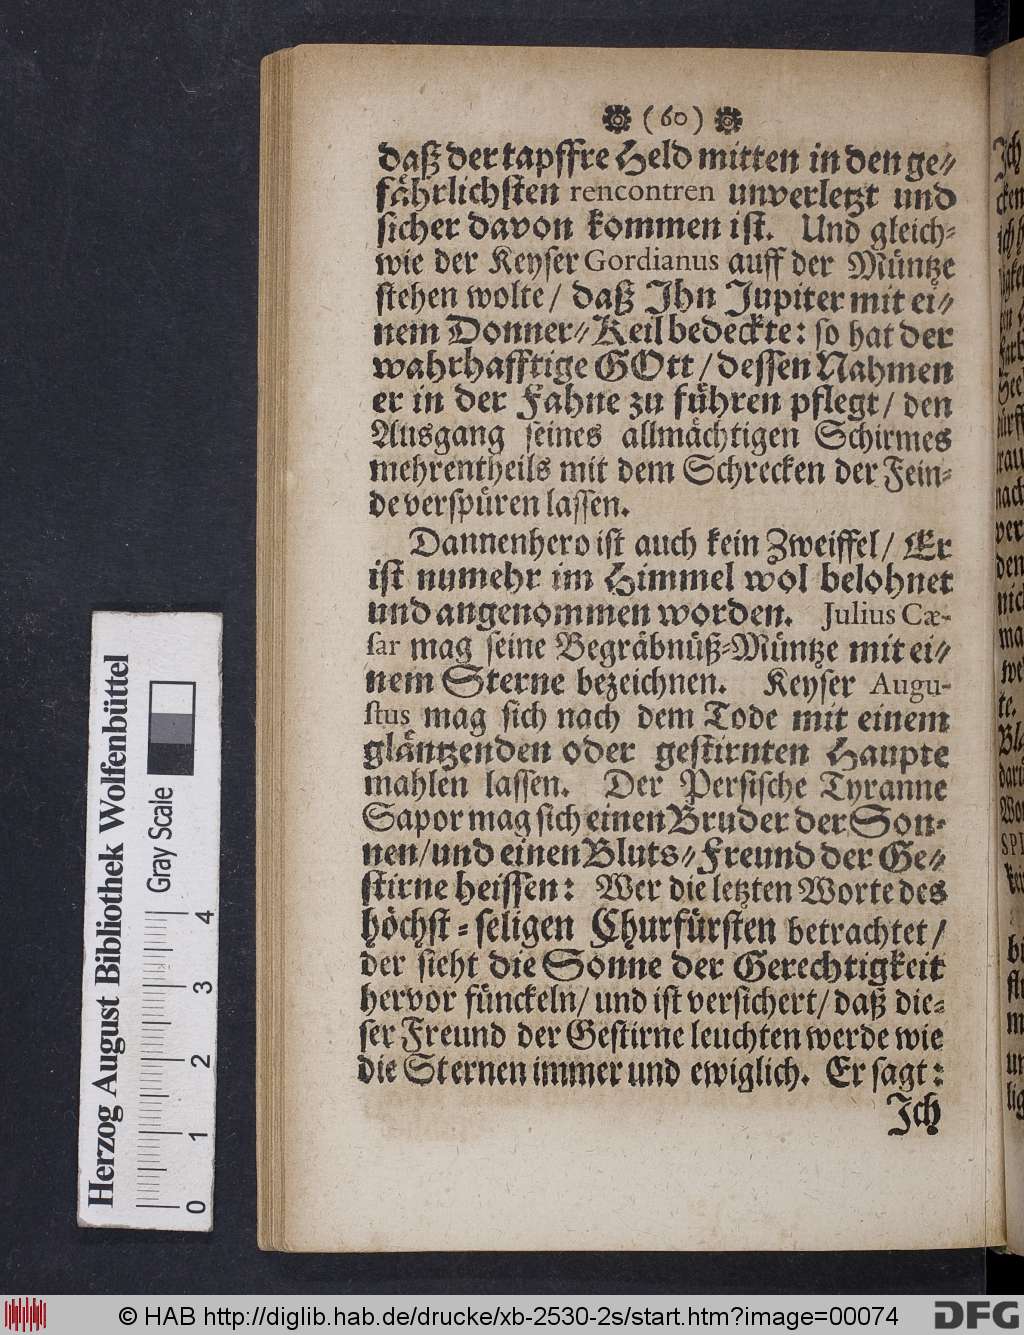 (60)
daß der tapffre Held mitten in den ge-
fährlichsten rencontren unverletzt und
sicher davon kommen ist. Und gleich-
wie der Keyser Gordianus auff der Müntze
stehen wolte/ daß Ihn Jupiter mit ei-
nem Donner-Keil bedeckte: so hat der
wahrhafftige GOtt/ dessen Nahmen
er in der Fahne zu führen pflegt/ den
Ausgang seines allmächtigen Schirmes
mehrentheils mit dem Schrecken der Fein-
de verspüren lassen.
Dannenhero ist auch kein Zweiffel/ Er
ist numehr im Himmel wol belohnet
und angenommen worden. Julius Cæ-
sar mag seine Begräbnüß-Müntze mit ei-
nem Sterne bezeichnen. Keyser Augu-
stus mag sich nach dem Tode mit einem
gläntzenden oder gestirnten Haupte
mahlen lassen. Der Persische Tyranne
Sapor mag sich einen Bruder der Son-
nen/ und einen Bluts-Freund der Ge-
stirne heissen: Wer die letzten Worte des
höchst-seligen Churfürsten betrachtet/
der sieht die Sonne der Gerechtigkeit
hervor fünckeln/ und ist versichert/ daß die-
ser Freund der Gestirne leuchten werde wie
die Sternen immer und ewiglich. Er sagt:
Ich
Herzog August Bibliothek Wolfenbüttel
Gray Scale
0 1 2 3 4
© HAB http://diglib.hab.de/drucke/xb-2530-2s/start.htm?image=00074
DFG